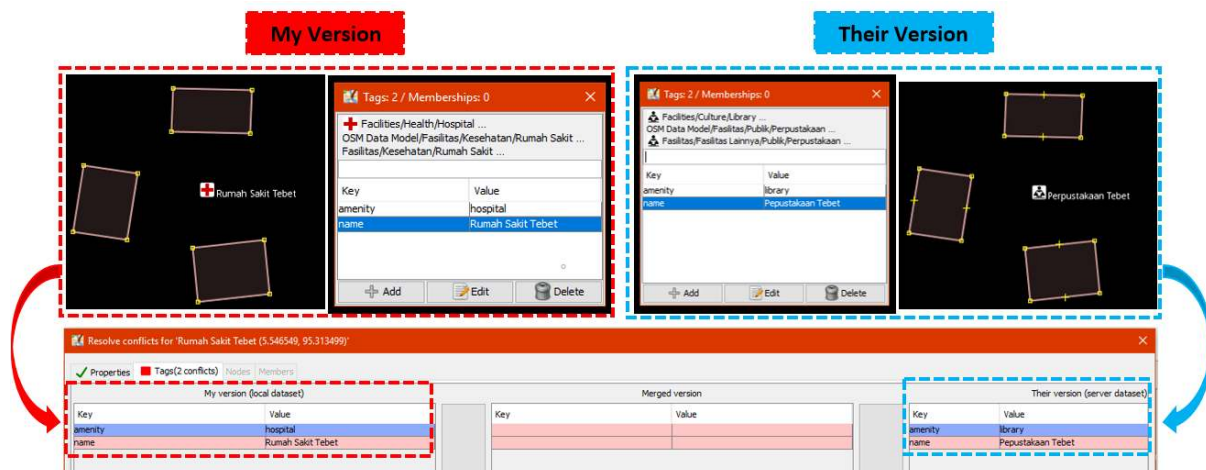 My Version
Their Version
Rumah Sakit Tebet
Tags: 2 / Memberships: 0
Facilities/Health/Hospital ...
OSM Data Model/Fasilitas/Kesehatan/Rumah Sakit ...
Fasilitas/Kesehatan/Rumah Sakit ...
Key Value
amenity hospital
name Rumah Sakit Tebet
Add Edit Delete
Tags: 2 / Memberships: 0
Facilities/Culture/Library ...
OSM Data Model/Fasilitas/Publik/Perpustakaan ...
Fasilitas/Fasilitas Lainnya/Publik/Perpustakaan ...
Key Value
amenity library
name Pepustakaan Tebet
Add Edit Delete
Perpustakaan Tebet
Resolve conflicts for 'Rumah Sakit Tebet (5.546549, 95.313499)'
Properties Tags(2 conflicts) Nodes Members
My version (local dataset) Merged version Their version (server dataset)
Key Value Key Value Key Value
amenity hospital amenity library
name Rumah Sakit Tebet name Pepustakaan Tebet